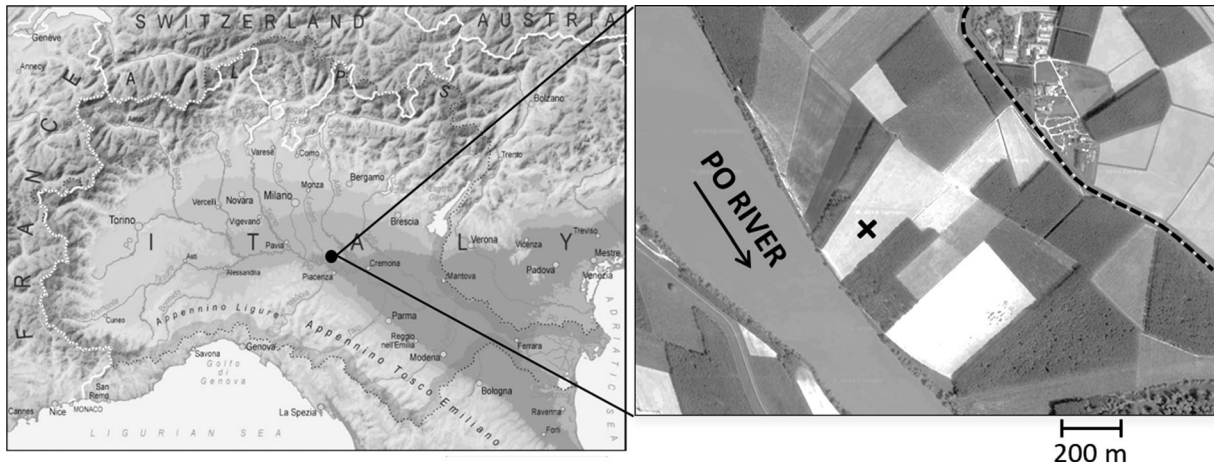 SWITZERLAND
AUSTRIA
Genève
Annecy
FRANCE
ALPS
Bolzano
Aosta
Trento
Varese
Como
Bergamo
Monza
Novara
Milano
Vercelli
Brescia
Vigevano
Torino
ITALY
Verona
Vicenza
Treviso
Pavia
Mestre
Padova
Venezia
Asti
Alessandria
Piacenza
Cremona
Mantova
Cuneo
Appennino Ligure
Parma
Reggio
nell'Emilia
Modena
Ferrara
Appennino Tosco Emiliano
ADRIATIC SEA
Savona
Genova
Golfo
di
Genova
Bologna
San
Remo
Cannes
Nice
MONACO
La Spezia
Ravenna
Forlì
LIGURIAN SEA
PO RIVER
200 m